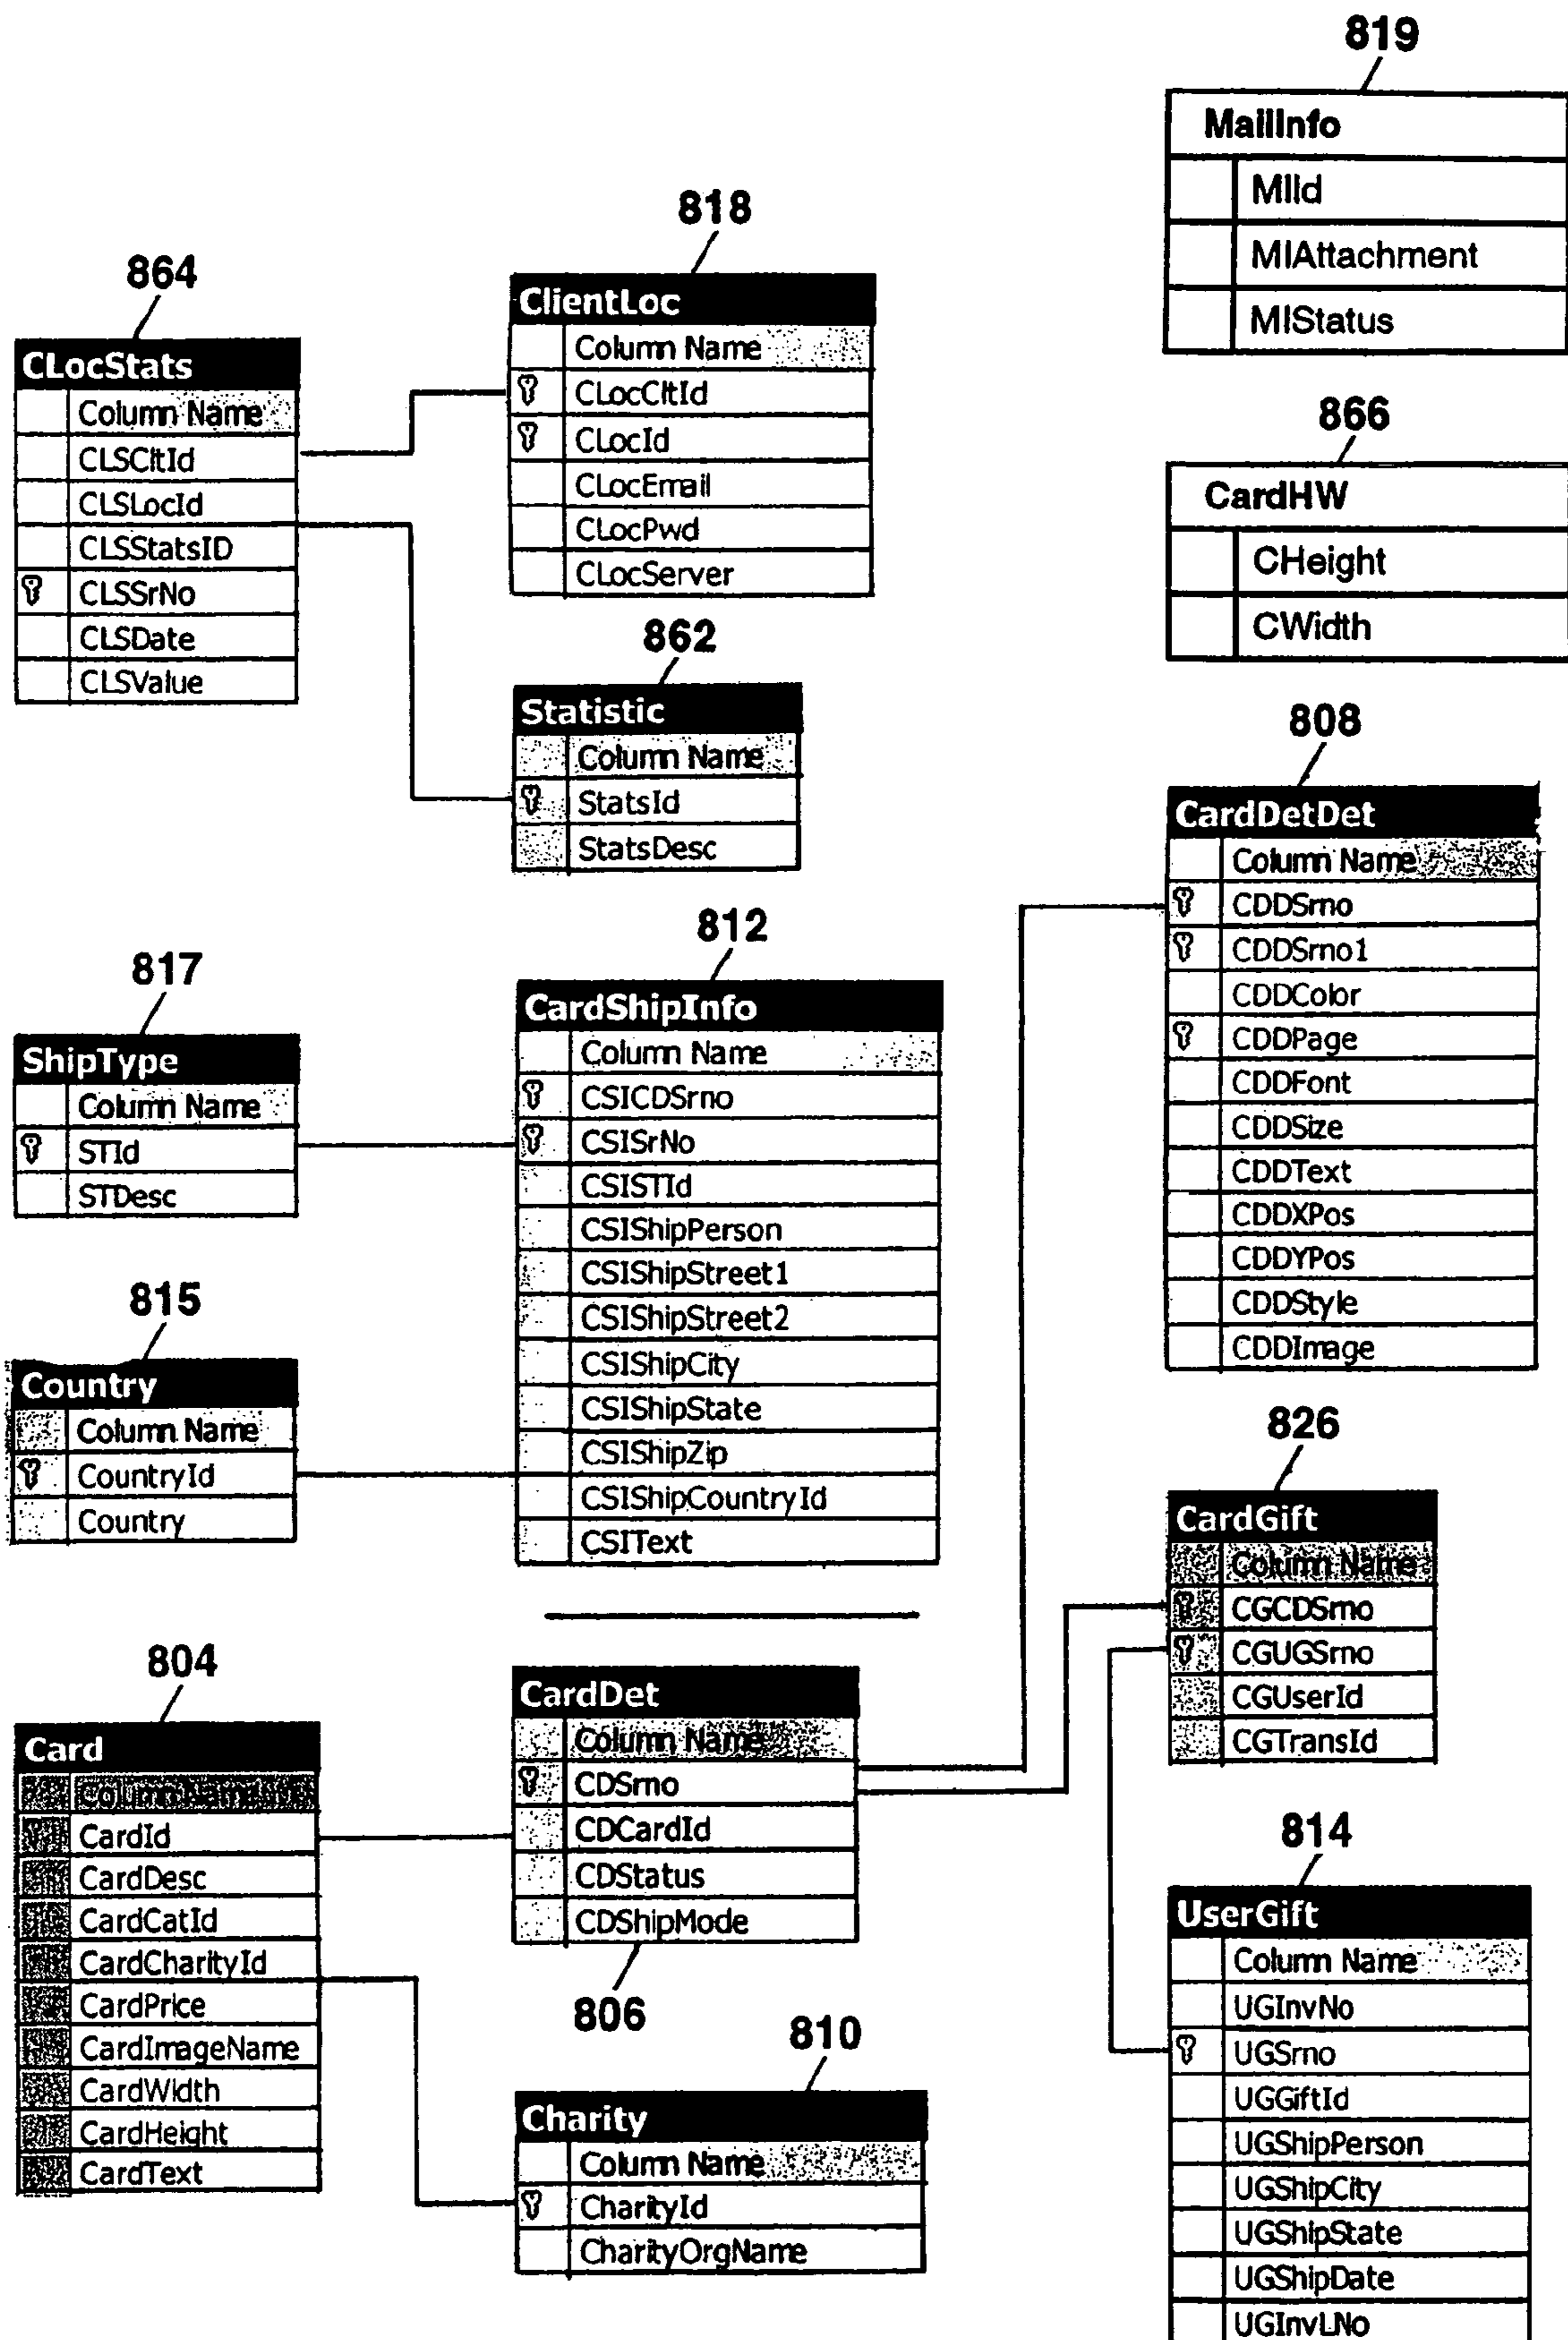 819
MailInfo
MIId
MIAttachment
MIStatus
818
ClientLoc
Column Name
CLocCltId
CLocId
CLocEmail
CLocPwd
CLocServer
864
CLocStats
Column Name
CLSCltId
CLSLocId
CLSStatsID
CLSSrNo
CLSDate
CLSValue
866
CardHW
CHeight
CWidth
862
Statistic
Column Name
StatsId
StatsDesc
808
CardDetDet
Column Name
CDDSrno
CDDSrno1
CDDColor
CDDPage
CDDFont
CDDSize
CDDText
CDDXPos
CDDYPos
CDDStyle
CDDImage
812
CardShipInfo
Column Name
CSICDSrno
CSISrNo
CSISTId
CSIShipPerson
CSIShipStreet1
CSIShipStreet2
CSIShipCity
CSIShipState
CSIShipZip
CSIShipCountryId
CSIText
817
ShipType
Column Name
STId
STDesc
815
Country
Column Name
CountryId
Country
826
CardGift
Column Name
CGCDSrno
CGUGSrno
CGUserId
CGTransId
804
Card
Column Name
CardId
CardDesc
CardCatId
CardCharityId
CardPrice
CardImageName
CardWidth
CardHeight
CardText
CardDet
Column Name
CDSrno
CDCardId
CDStatus
CDShipMode
806
810
Charity
Column Name
CharityId
CharityOrgName
814
UserGift
Column Name
UGInvNo
UGSrno
UGGiftId
UGShipPerson
UGShipCity
UGShipState
UGShipDate
UGInvLNo